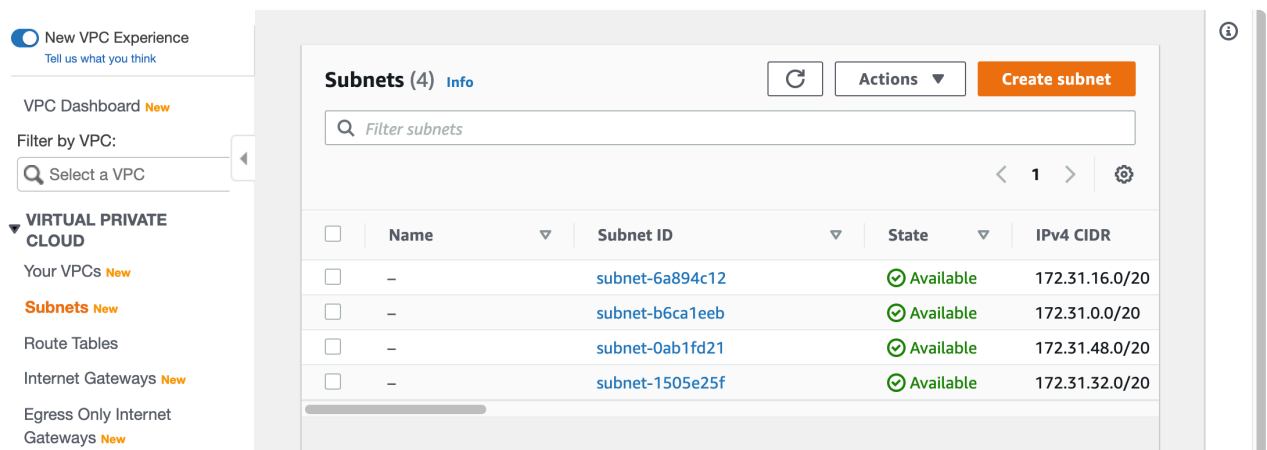 New VPC Experience
Tell us what you think
VPC Dashboard New
Filter by VPC:
Select a VPC
VIRTUAL PRIVATE
CLOUD
Your VPCs New
Subnets New
Route Tables
Internet Gateways New
Egress Only Internet
Gateways New
Subnets (4) Info
Actions
Create subnet
Filter subnets
1
Name Subnet ID State IPv4 CIDR
– subnet-6a894c12 Available 172.31.16.0/20
– subnet-b6ca1eeb Available 172.31.0.0/20
– subnet-0ab1fd21 Available 172.31.48.0/20
– subnet-1505e25f Available 172.31.32.0/20